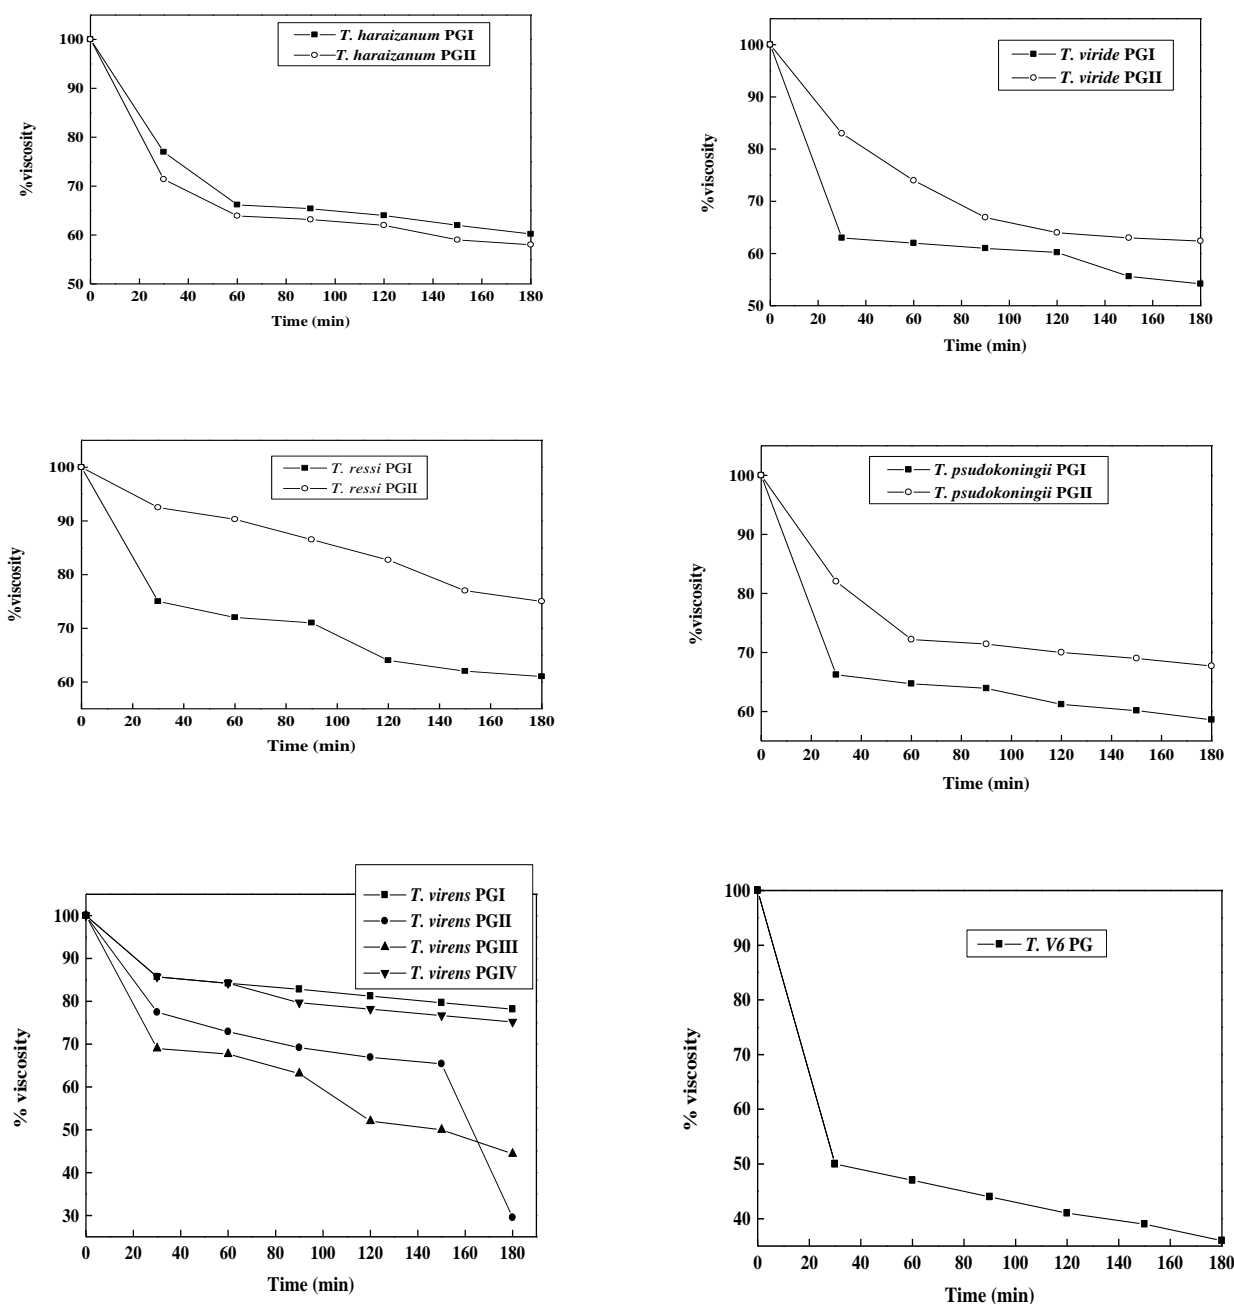 T. haraizanum PGI
T. haraizanum PGII
%viscosity
100
90
80
70
60
50
0 20 40 60 80 100 120 140 160 180
Time (min)
T. viride PGI
T. viride PGII
%viscosity
100
90
80
70
60
50
0 20 40 60 80 100 120 140 160 180
Time (min)
T. ressi PGI
T. ressi PGII
%viscosity
100
90
80
70
60
0 20 40 60 80 100 120 140 160 180
Time (min)
T. psudokoningii PGI
T. psudokoningii PGII
%viscosity
100
90
80
70
60
0 20 40 60 80 100 120 140 160 180
Time (min)
T. virens PGI
T. virens PGII
T. virens PGIII
T. virens PGIV
% viscosity
100
90
80
70
60
50
40
30
0 20 40 60 80 100 120 140 160 180
Time (min)
T. V6 PG
% viscosity
100
90
80
70
60
50
40
0 20 40 60 80 100 120 140 160 180
Time (min)